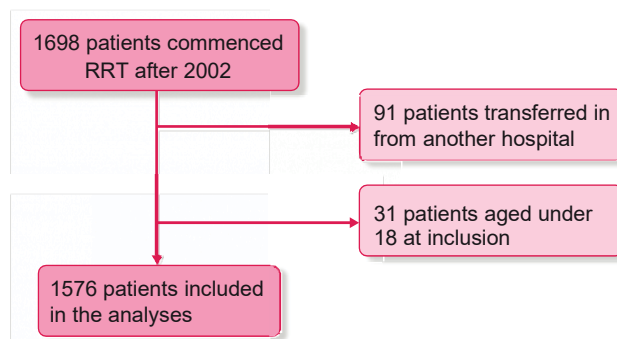 1698 patients commenced
RRT after 2002
91 patients transferred in
from another hospital
31 patients aged under
18 at inclusion
1576 patients included
in the analyses